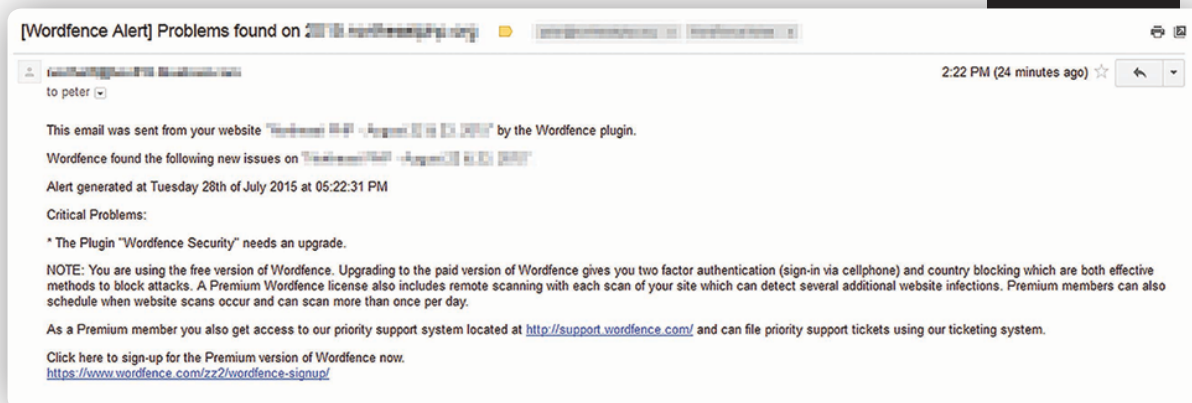 [Wordfence Alert] Problems found on
2:22 PM (24 minutes ago)
to peter
This email was sent from your website " " by the Wordfence plugin.
Wordfence found the following new issues on " "
Alert generated at Tuesday 28th of July 2015 at 05:22:31 PM
Critical Problems:
* The Plugin "Wordfence Security" needs an upgrade.
NOTE: You are using the free version of Wordfence. Upgrading to the paid version of Wordfence gives you two factor authentication (sign-in via cellphone) and country blocking which are both effective
methods to block attacks. A Premium Wordfence license also includes remote scanning with each scan of your site which can detect several additional website infections. Premium members can also
schedule when website scans occur and can scan more than once per day.
As a Premium member you also get access to our priority support system located at http://support.wordfence.com/ and can file priority support tickets using our ticketing system.
Click here to sign-up for the Premium version of Wordfence now.
https://www.wordfence.com/zz2/wordfence-signup/